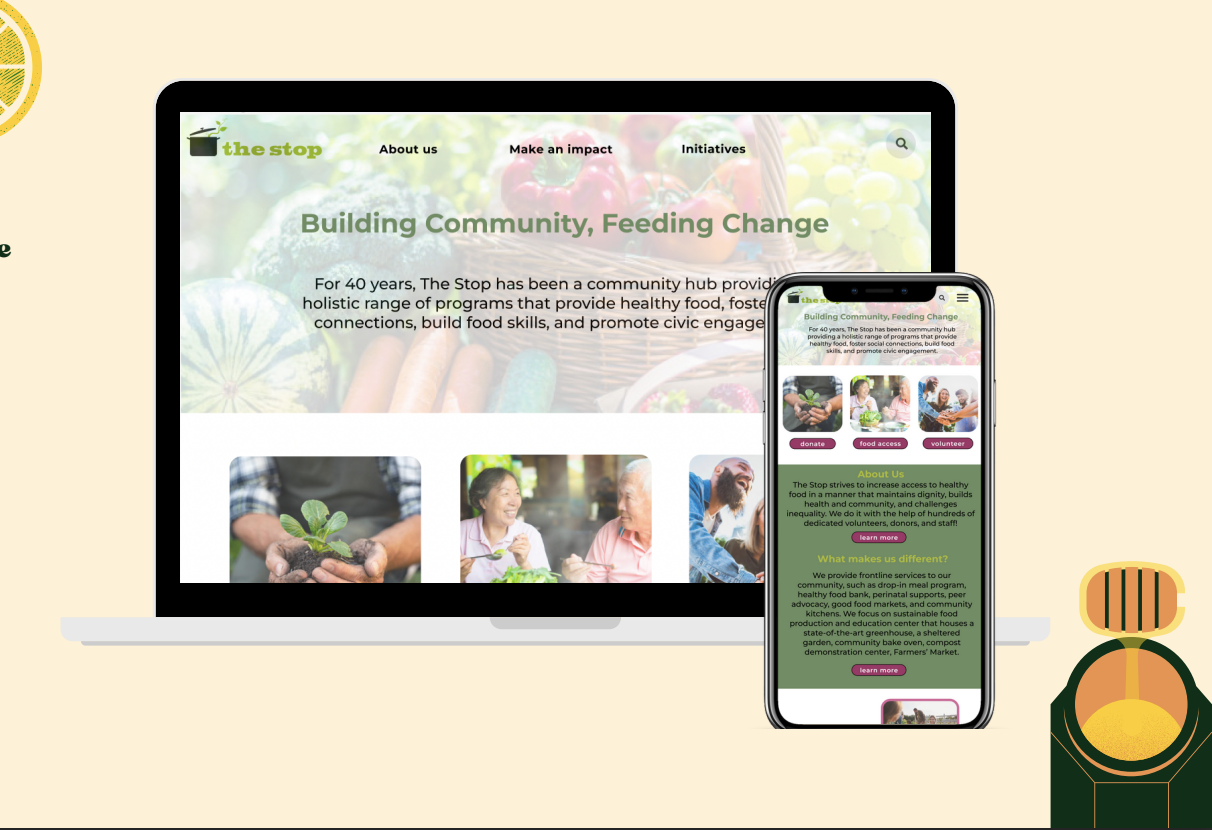 the stop
About us
Make an impact
Initiatives
Building Community, Feeding Change
For 40 years, The Stop has been a community hub
holistic range of programs that provide healthy food,
connections, build food skills, and promote civic
e
Building Community, Feeding Change
For 40 years, The Stop has been a community hub
providing a holistic range of programs that provide
healthy food, foster social connections, build food
skills, and promote civic engagement.
donate
food access
volunteer
About Us
The Stop strives to increase access to healthy
food in a manner that maintains dignity, builds
health and community, and challenges
inequality. We do it with the help of hundreds of
dedicated volunteers, donors, and staff!
learn more
What makes us different?
We provide frontline services to our
community, such as drop-in meal program,
healthy food bank, perinatal supports, peer
advocacy, good food markets, and community
kitchens. We focus on sustainable food
production and education center that houses a
state-of-the-art greenhouse, a sheltered
garden, community bake oven, compost
demonstration center, Farmers' Market.
learn more